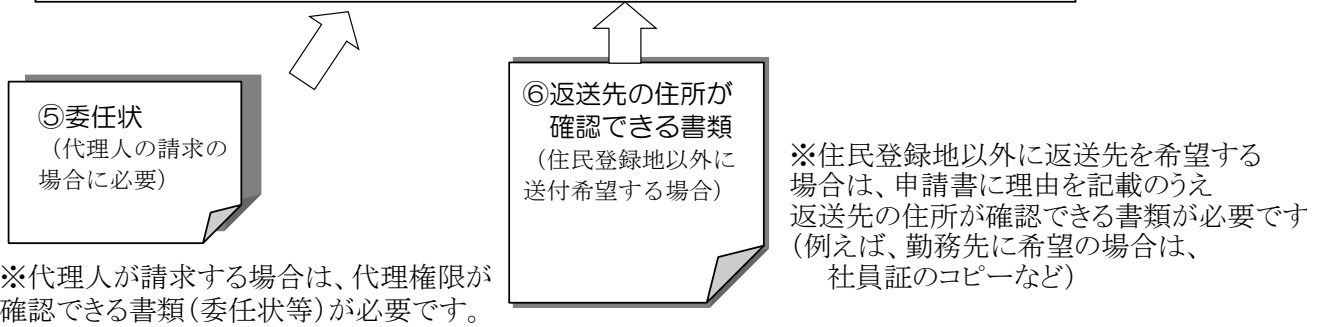 ⑤委任状
（代理人の請求の
場合に必要）
⑥返送先の住所が
確認できる書類
（住民登録地以外に
送付希望する場合）
※住民登録地以外に返送先を希望する
場合は、申請書に理由を記載のうえ
返送先の住所が確認できる書類が必要です
（例えば、勤務先に希望の場合は、
社員証のコピーなど）
※代理人が請求する場合は、代理権限が
確認できる書類（委任状等）が必要です。